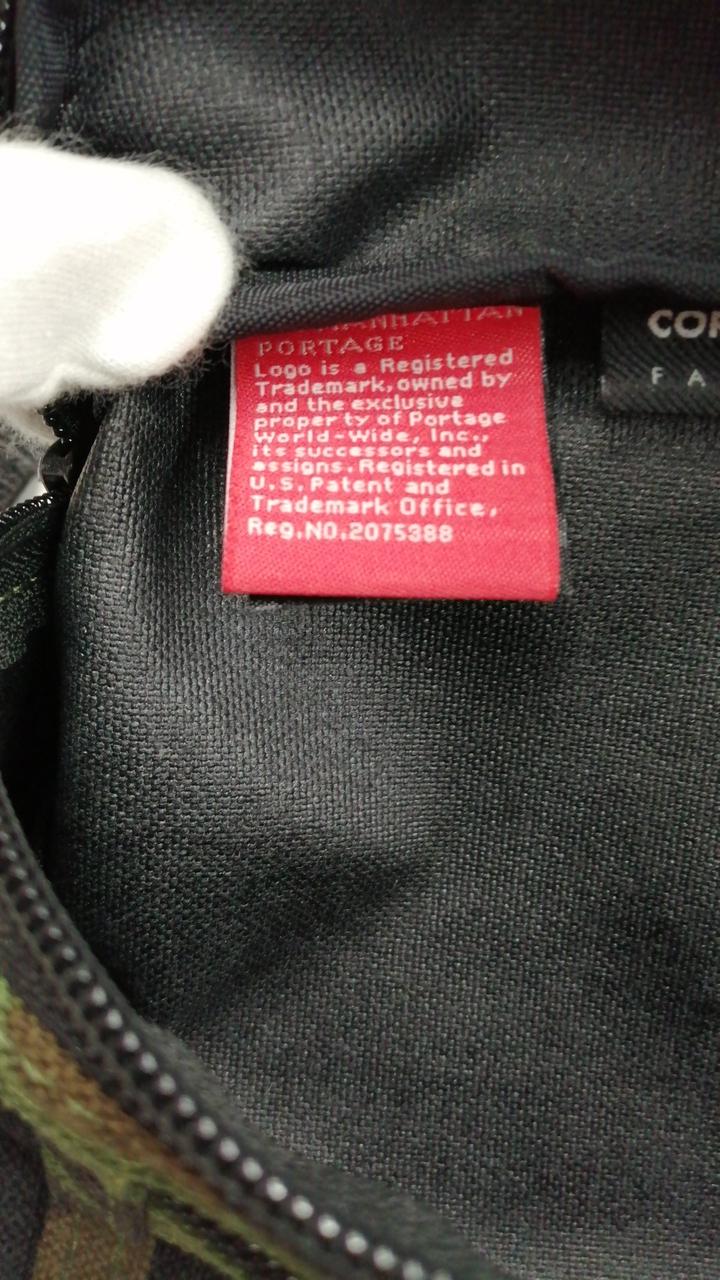 MANHATTAN
PORTAGE
Logo is a Registered
Trademark, owned by
and the exclusive
property of Portage
World-Wide, Inc.,
its successors and
assigns. Registered in
U.S. Patent and
Trademark Office,
Reg.NO.2075388